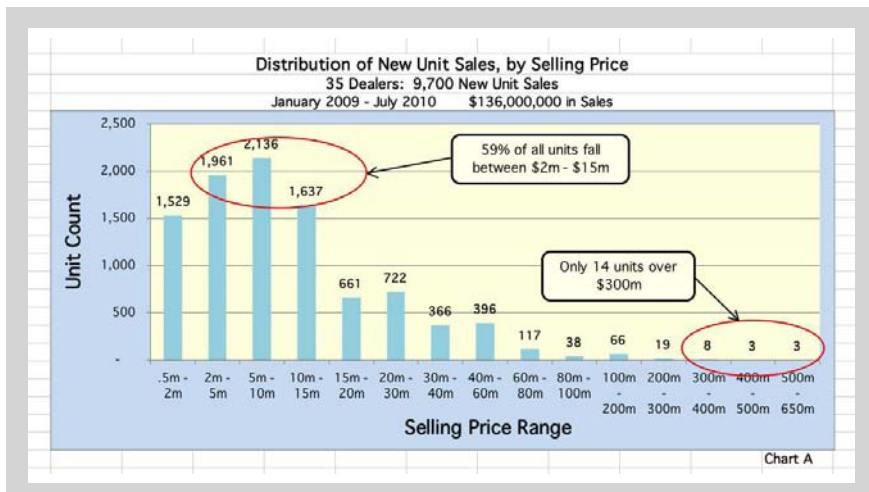 Distribution of New Unit Sales, by Selling Price
35 Dealers: 9,700 New Unit Sales
January 2009 - July 2010 $136,000,000 in Sales
2,500
2,000
1,500
1,000
500
-
Unit Count
1,529
1,961
2,136
1,637
661
722
366
396
117
38
66
19
8
3
3
59% of all units fall
between $2m - $15m
Only 14 units over
$300m
.5m - 2m - 5m - 10m - 15m - 20m - 30m - 40m - 60m - 80m - 100m 200m 300m 400m 500m
2m 5m 10m 15m 20m 30m 40m 60m 80m 100m - - - - -
200m 300m 400m 500m 650m
Selling Price Range
Chart A